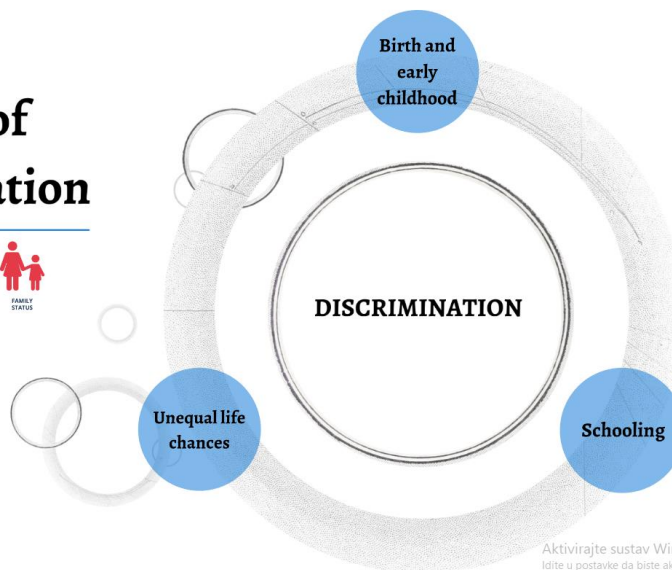 of
ation
FAMILY
STATUS
Birth and
early
childhood
DISCRIMINATION
Unequal life
chances
Schooling
Aktivirajte sustav Wi
Idite u postavke da biste ak